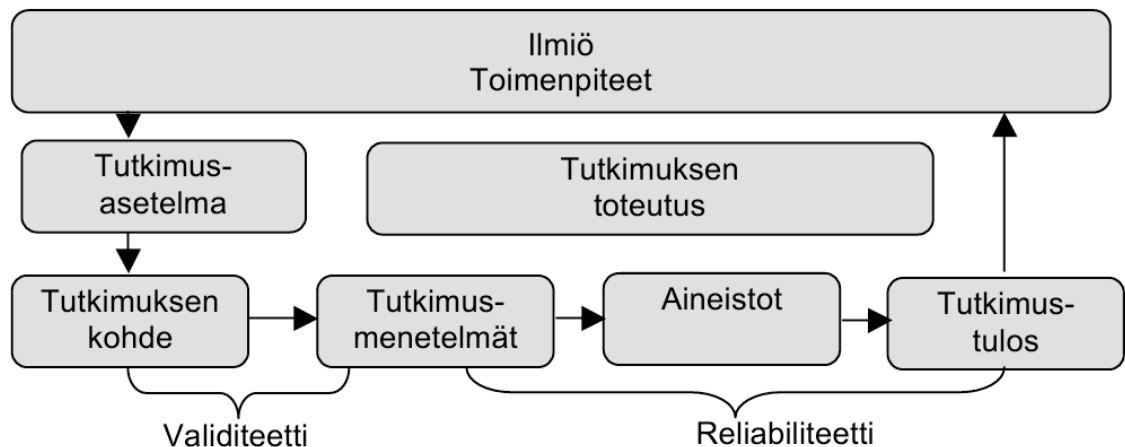 Ilmiö
Toimenpiteet
Tutkimus-
asetelma
Tutkimuksen
toteutus
Tutkimuksen
kohde
Tutkimus-
menetelmät
Aineistot
Tutkimus-
tulos
Validiteetti
Reliabiliteetti